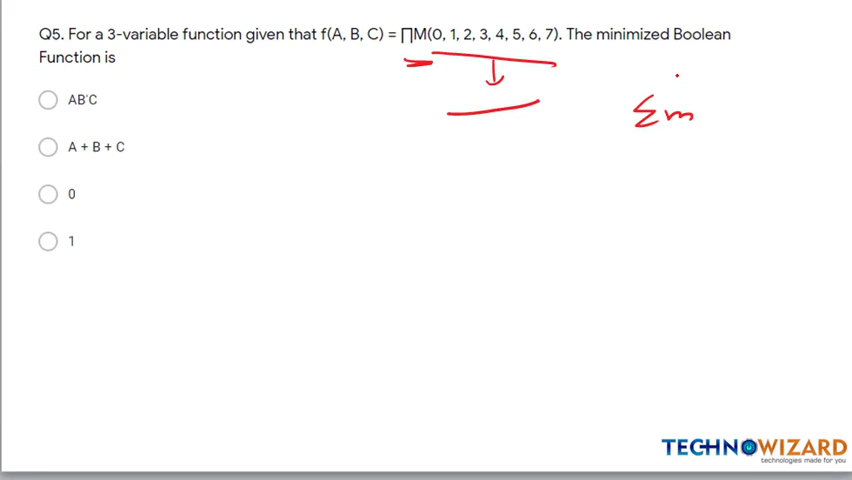 Q5. For a 3-variable function given that f(A, B, C) = ∏M(0, 1, 2, 3, 4, 5, 6, 7). The minimized Boolean
Function is
Σm
AB'C
A + B + C
0
1
TECHNOWIZARD
technologies made for you